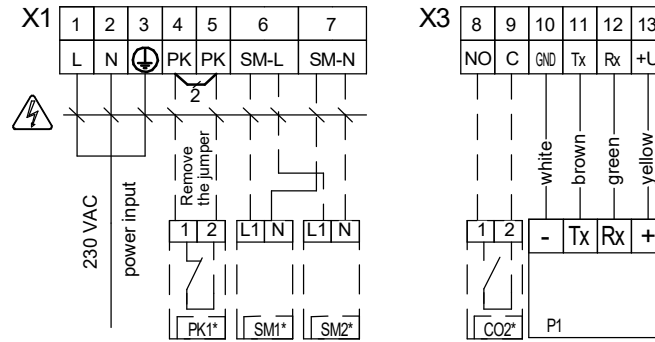 X1 1 2 3 4 5 6 7
L N PK PK SM-L SM-N
2
Remove
the jumper
230 VAC
power input
1 2 L1 N L1 N
PK1* SM1* SM2*
X3 8 9 10 11 12 13
NO C GND Tx Rx +U
white
brown
green
yellow
1 2 - Tx Rx +
CO2* P1